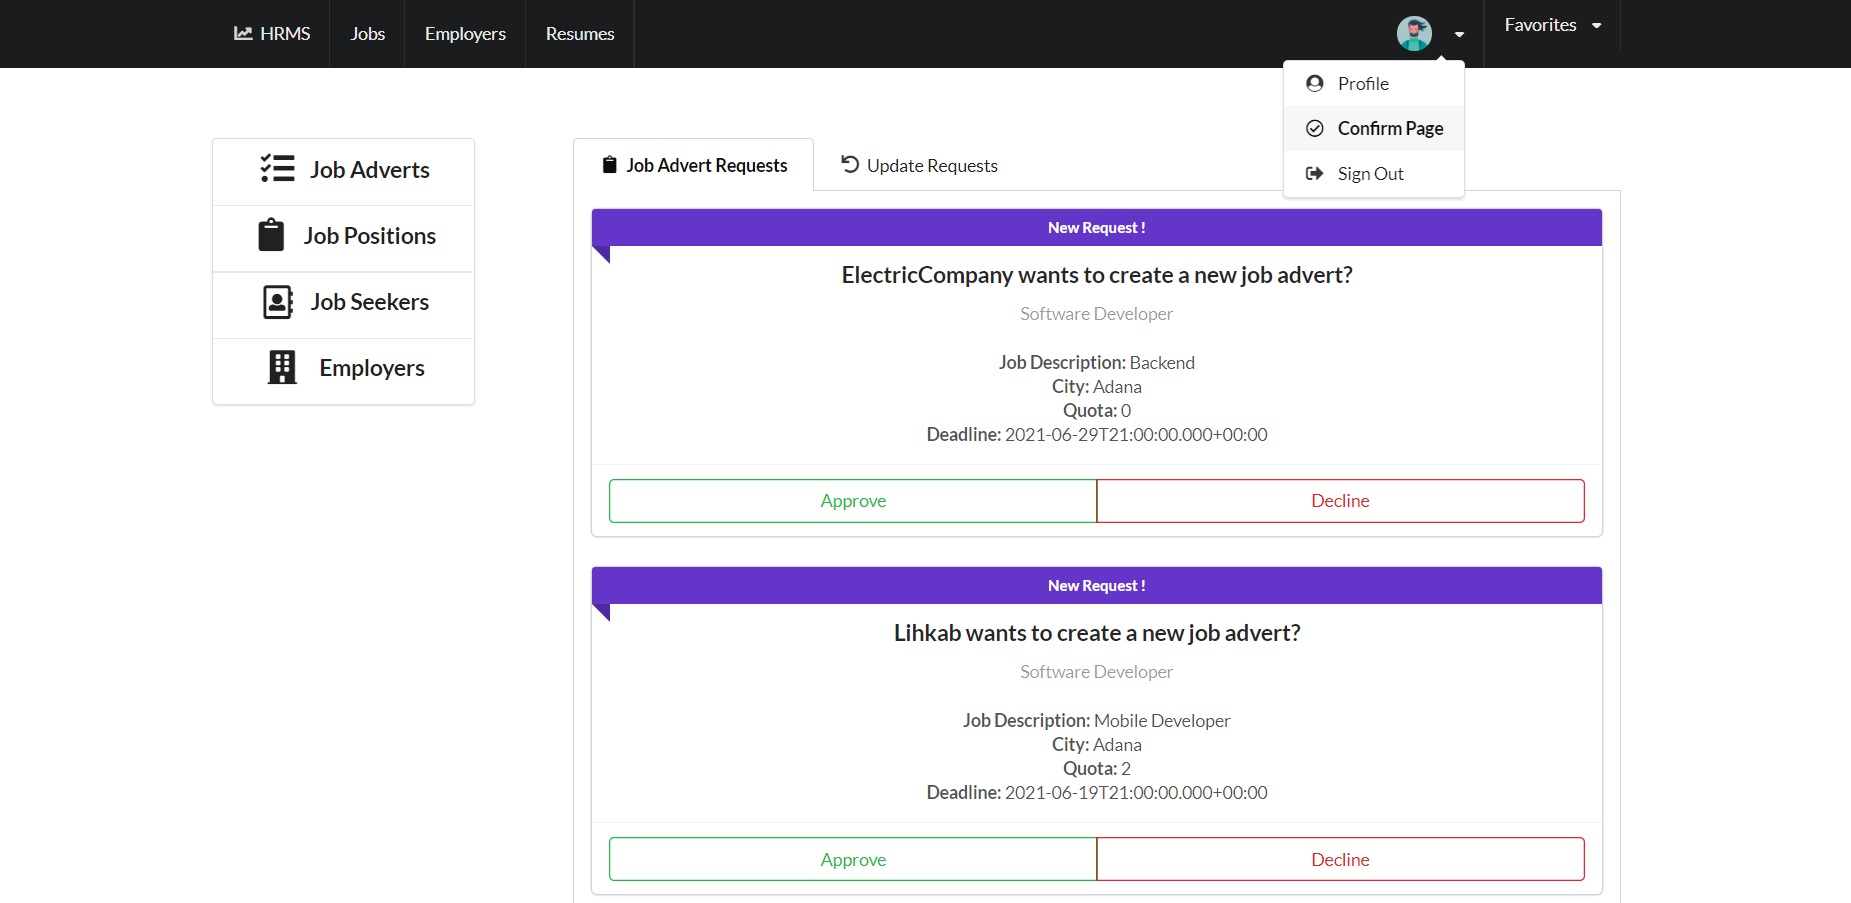 HRMS
Jobs
Employers
Resumes
Favorites
Profile
Confirm Page
Sign Out
Job Adverts
Job Positions
Job Seekers
Employers
Job Advert Requests
Update Requests
New Request !
ElectricCompany wants to create a new job advert?
Software Developer
Job Description: Backend
City: Adana
Quota: 0
Deadline: 2021-06-29T21:00:00.000+00:00
Approve
Decline
New Request !
Lihkab wants to create a new job advert?
Software Developer
Job Description: Mobile Developer
City: Adana
Quota: 2
Deadline: 2021-06-19T21:00:00.000+00:00
Approve
Decline